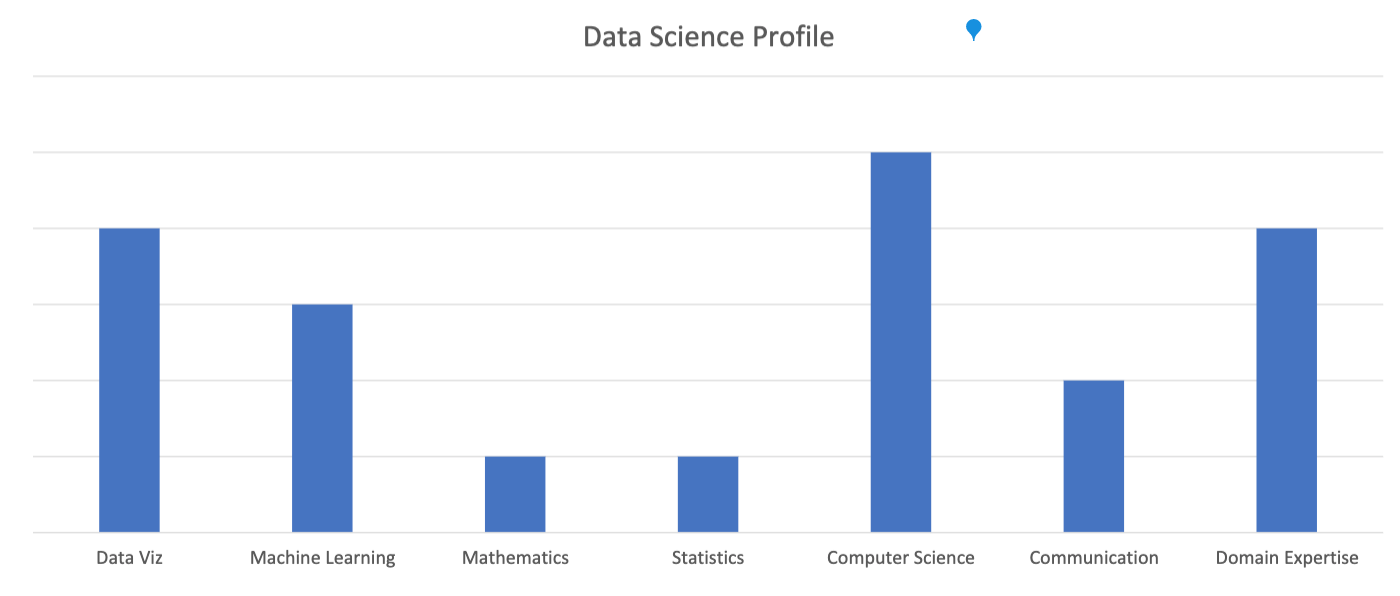 Data Science Profile
Data Viz
Machine Learning
Mathematics
Statistics
Computer Science
Communication
Domain Expertise